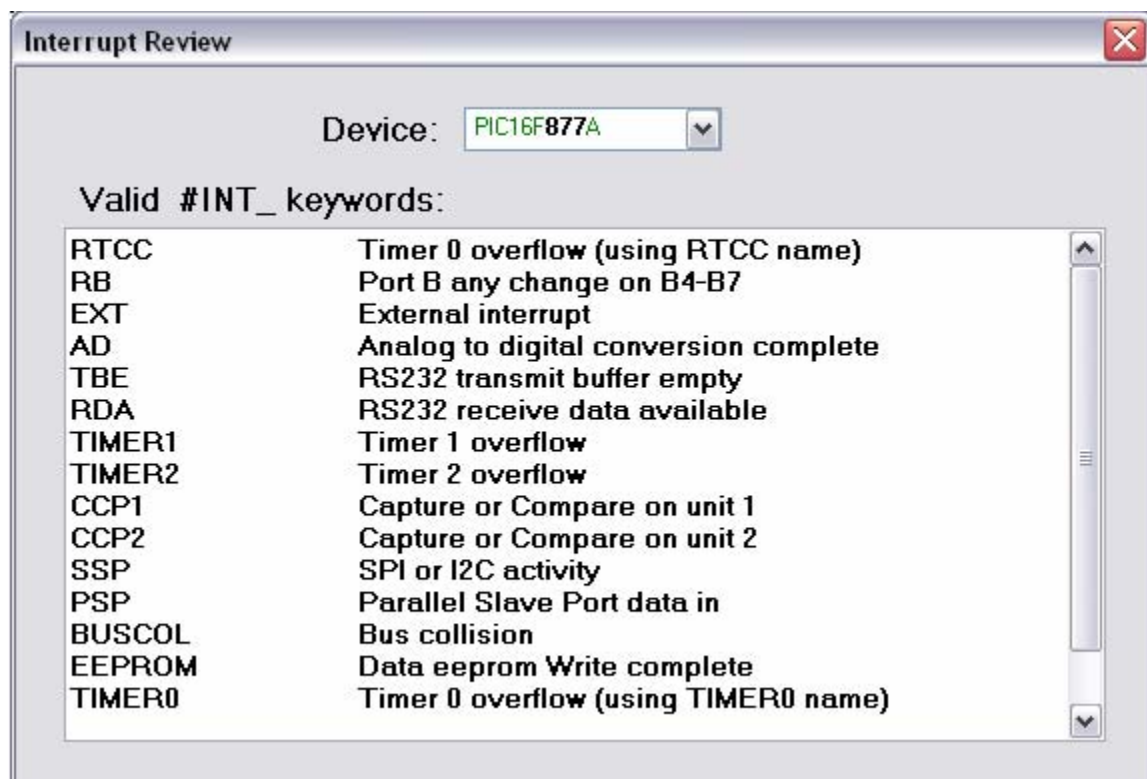 Interrupt Review
Device: PIC16F877A
Valid #INT_ keywords:
RTCC Timer 0 overflow (using RTCC name)
RB Port B any change on B4-B7
EXT External interrupt
AD Analog to digital conversion complete
TBE RS232 transmit buffer empty
RDA RS232 receive data available
TIMER1 Timer 1 overflow
TIMER2 Timer 2 overflow
CCP1 Capture or Compare on unit 1
CCP2 Capture or Compare on unit 2
SSP SPI or I2C activity
PSP Parallel Slave Port data in
BUSCOL Bus collision
EEPROM Data eeprom Write complete
TIMER0 Timer 0 overflow (using TIMER0 name)